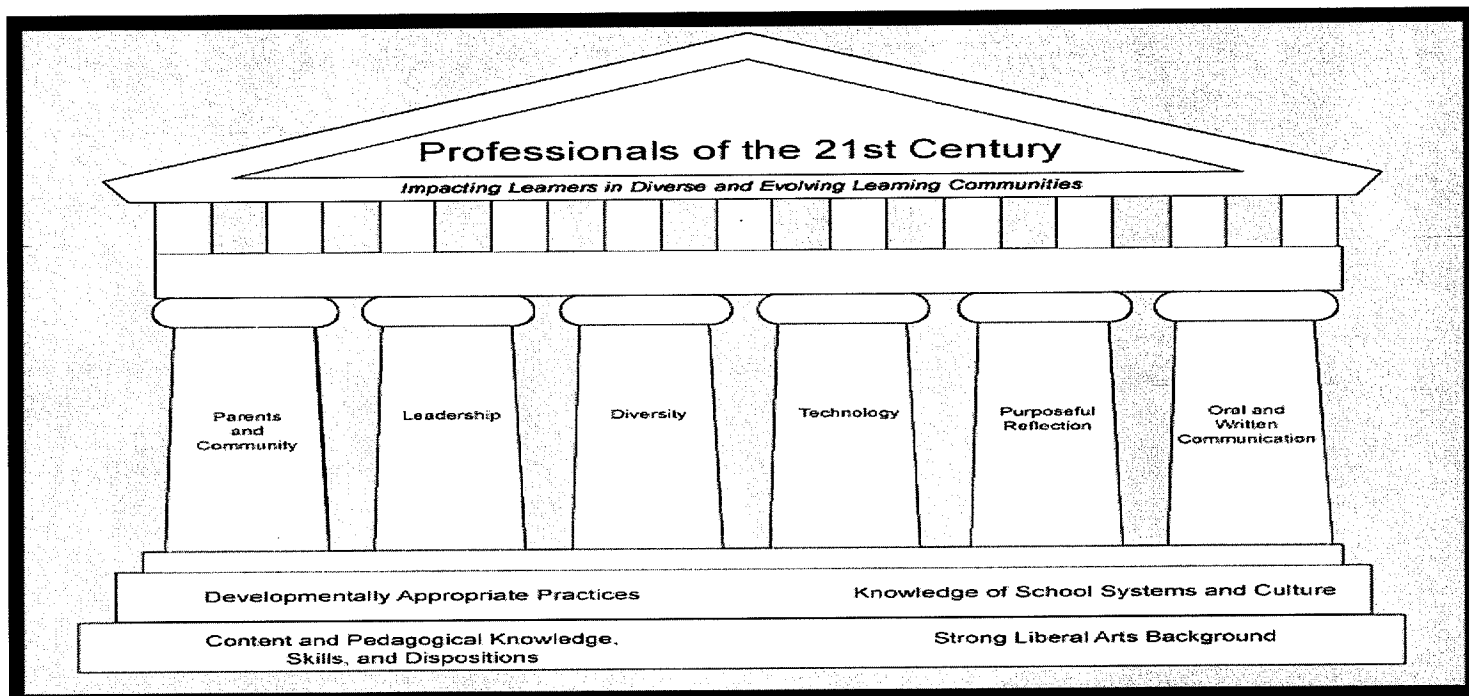 Professionals of the 21st Century
Impacting Learners in Diverse and Evolving Learning Communities
Parents
and
Community
Leadership
Diversity
Technology
Purposeful
Reflection
Oral and
Written
Communication
Developmentally Appropriate Practices
Knowledge of School Systems and Culture
Content and Pedagogical Knowledge,
Skills, and Dispositions
Strong Liberal Arts Background